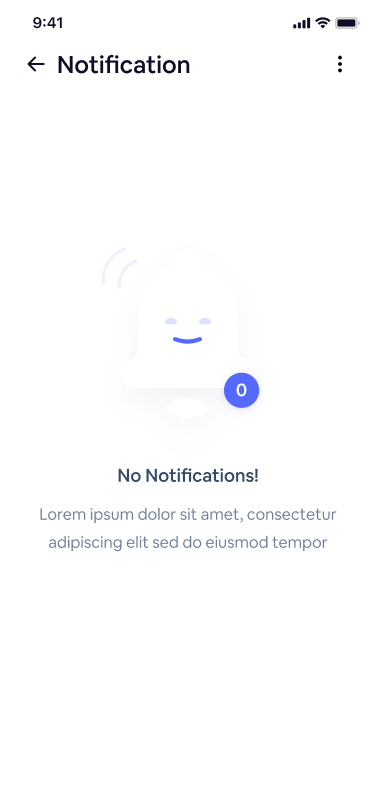 9:41
Notification
0
No Notifications!
Lorem ipsum dolor sit amet, consectetur
adipiscing elit sed do eiusmod tempor